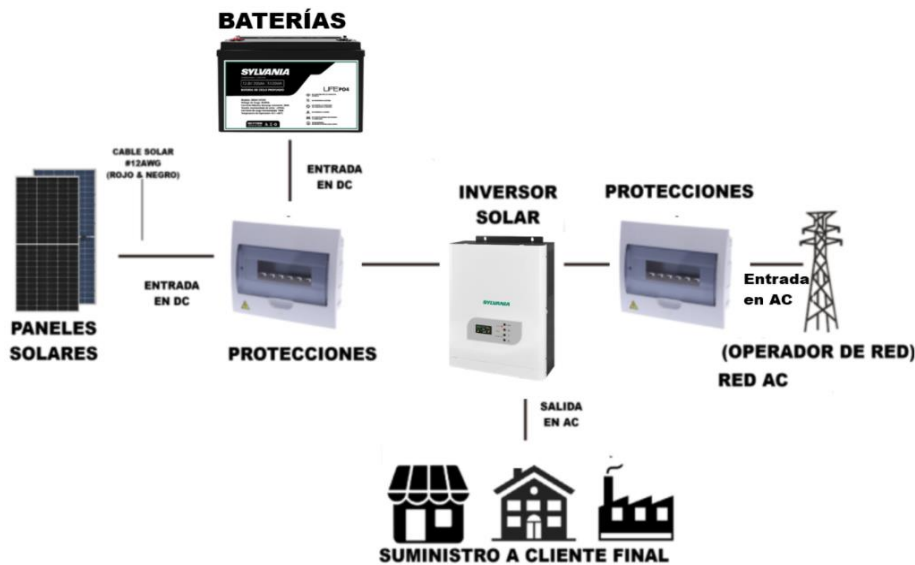 BATERÍAS
SYLVANIA
LiFEPO4
CABLE SOLAR
#12AWG
(ROJO & NEGRO)
ENTRADA
EN DC
INVERSOR
SOLAR
PROTECCIONES
ENTRADA
EN DC
SYLVANIA
Entrada
en AC
PANELES
SOLARES
PROTECCIONES
(OPERADOR DE RED)
RED AC
SALIDA
EN AC
SUMINISTRO A CLIENTE FINAL